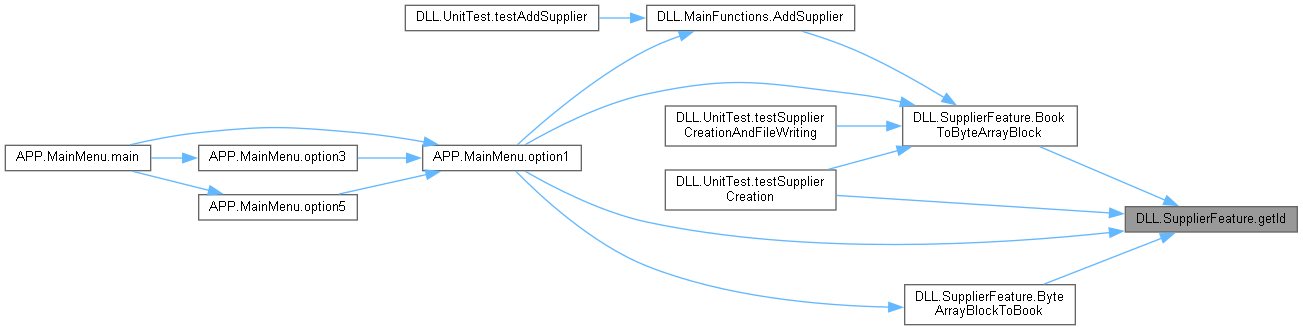 DLL.UnitTest.testAddSupplier
DLL.MainFunctions.AddSupplier
DLL.UnitTest.testSupplier
CreationAndFileWriting
DLL.SupplierFeature.Book
ToByteArrayBlock
APP.MainMenu.main
APP.MainMenu.option3
APP.MainMenu.option1
DLL.UnitTest.testSupplier
Creation
APP.MainMenu.option5
DLL.SupplierFeature.getId
DLL.SupplierFeature.Byte
ArrayBlockToBook